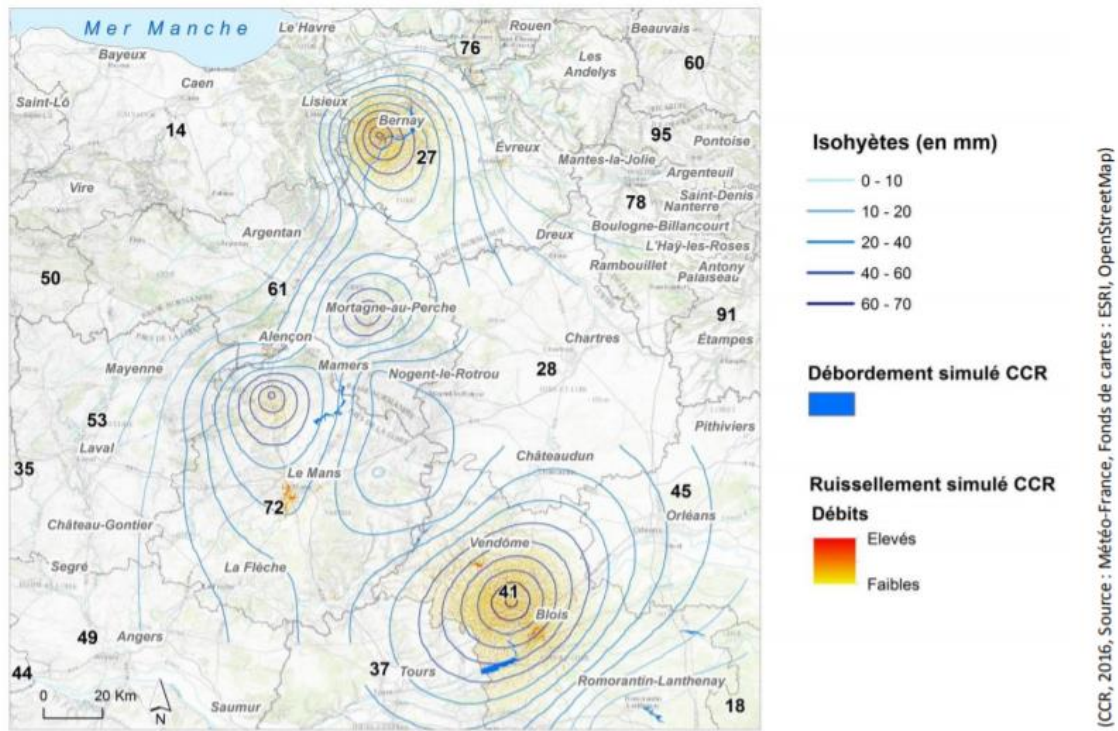 Mer Manche
Le Havre
Rouen
Beauvais
76
Bayeux
Les
Andelys
60
Caen
Saint-Lô
Lisieux
Bernay
14
95
Pontoise
Évreux
27
Mantes-la-Jolie
Argenteuil
Vire
78
Saint-Denis
Nanterre
Boulogne-Billancourt
Argentan
Dreux
L'Haÿ-les-Roses
Rambouillet
Antony
Palaiseau
50
61
Mortagne-au-Perche
91
Alençon
Chartres
Étampes
Mayenne
Mamers
28
Nogent-le-Rotrou
53
Pithiviers
Laval
35
Châteaudun
Le Mans
45
72
Orléans
Château-Gontier
Vendôme
Segré
La Flèche
41
Blois
49
Angers
44
37
Tours
Romorantin-Lanthenay
0 20 Km
N
Saumur
18
Isohyètes (en mm)
0 - 10
10 - 20
20 - 40
40 - 60
60 - 70
Débordement simulé CCR
Ruissellement simulé CCR
Débits
Elevés
Faibles
(CCR, 2016, Source : Météo-France, Fonds de cartes : ESRI, OpenStreetMap)